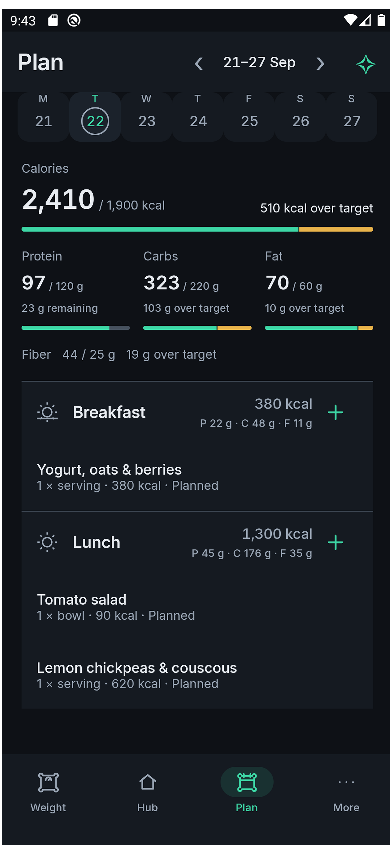 9:43
Plan
21–27 Sep
M T W T F S S
21 22 23 24 25 26 27
Calories
2,410 / 1,900 kcal
510 kcal over target
Protein Carbs Fat
97 / 120 g 323 / 220 g 70 / 60 g
23 g remaining 103 g over target 10 g over target
Fiber 44 / 25 g 19 g over target
Breakfast
380 kcal
P 22 g · C 48 g · F 11 g
Yogurt, oats & berries
1 × serving · 380 kcal · Planned
Lunch
1,300 kcal
P 45 g · C 176 g · F 35 g
Tomato salad
1 × bowl · 90 kcal · Planned
Lemon chickpeas & couscous
1 × serving · 620 kcal · Planned
Weight Hub Plan More